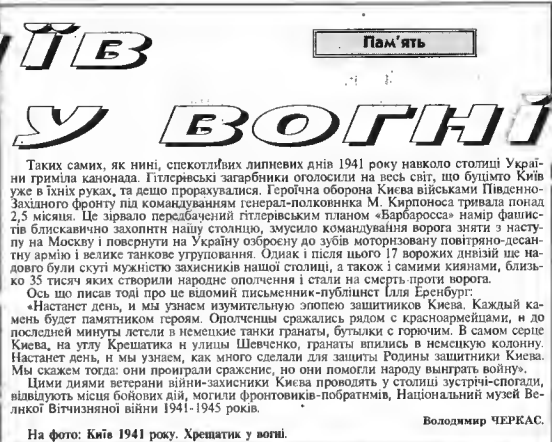 Пам'ять
ЇВ
У ВОГНІ
Таких самих, як нині, спекотливих липневих днів 1941 року навколо столиці Украї-
ни гриміла канонада. Гітлерівські загарбники оголосили на весь світ, що буцімто Київ
уже в їхніх руках, та дещо прорахувалися. Героїчна оборона Києва військами Південно-
Західного фронту під командуванням генерал-полковника М. Кирпоноса тривала понад
2,5 місяця. Це зірвало передбачений гітлерівським планом «Барбаросса» намір фашис-
тів блискавично захопити нашу столицю, змусило командування ворога зняти з насту-
пу на Москву і повернути на Україну озброєну до зубів моторизовану повітряно-десан-
тну армію і велике танкове угруповання. Однак і після цього 17 ворожих дивізій ще на-
довго були скуті мужністю захисників нашої столиці, а також і самими киянами, близь-
ко 35 тисяч яких створили народне ополчення і стали на смерть проти ворога.
Ось що писав тоді про це відомий письменник-публіцист Ілля Еренбург:
«Настанет день, и мы узнаем изумительную эпопею защитников Киева. Каждый ка-
мень будет памятником героям. Ополченцы сражались рядом с красноармейцами, и до
последней минуты летели в немецкие танки гранаты, бутылки с горючим. В самом сердце
Киева, на углу Крещатика и улицы Шевченко, гранаты впились в немецкую колонну.
Настанет день, и мы узнаем, как много сделали для защиты Родины защитники Киева.
Мы скажем тогда: они проиграли сражение, но они помогли народу выиграть войну».
Цими днями ветерани війни-захисники Києва проводять у столиці зустрічі-спогади,
відвідують місця бойових дій, могили фронтовиків-побратимів, Національний музей Ве-
ликої Вітчизняної війни 1941-1945 років.
Володимир ЧЕРКАС.
На фото: Київ 1941 року. Хрещатик у вогні.